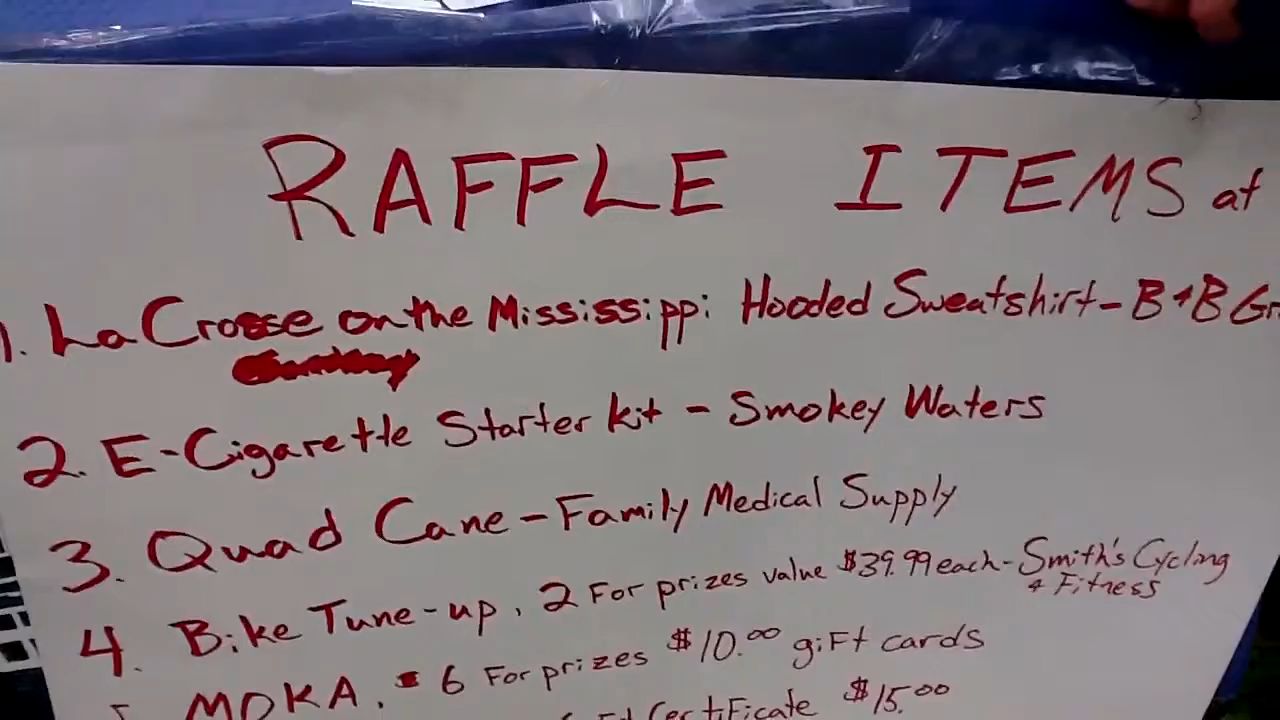 RAFFLE ITEMS at
1. La Crosse on the Mississippi Hooded Sweatshirt - B+B
2. E-Cigarette Starter kit - Smokey Waters
3. Quad Cane - Family Medical Supply
4. Bike Tune-up, 2 For prizes value $39.99 each - Smith's Cycling
+ Fitness
5. MOKA. 6 For prizes $10.00 giFt cards
CertiFicate $15.00